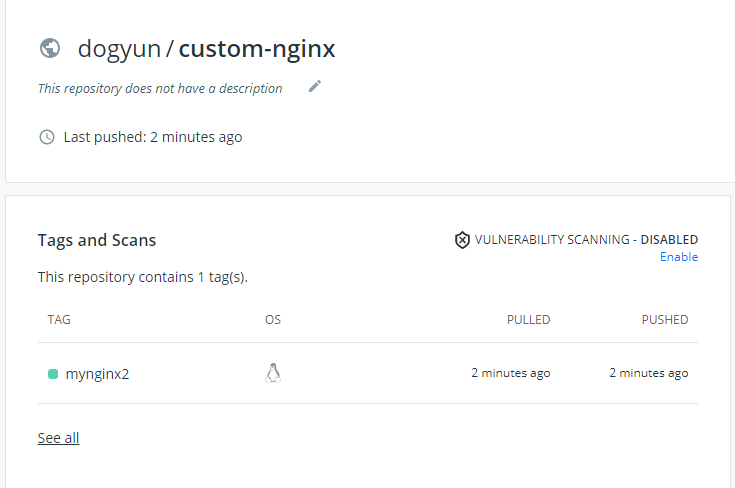 dogyun / custom-nginx
This repository does not have a description
Last pushed: 2 minutes ago
Tags and Scans
VULNERABILITY SCANNING - DISABLED
Enable
This repository contains 1 tag(s).
TAG OS PULLED PUSHED
mynginx2 2 minutes ago 2 minutes ago
See all